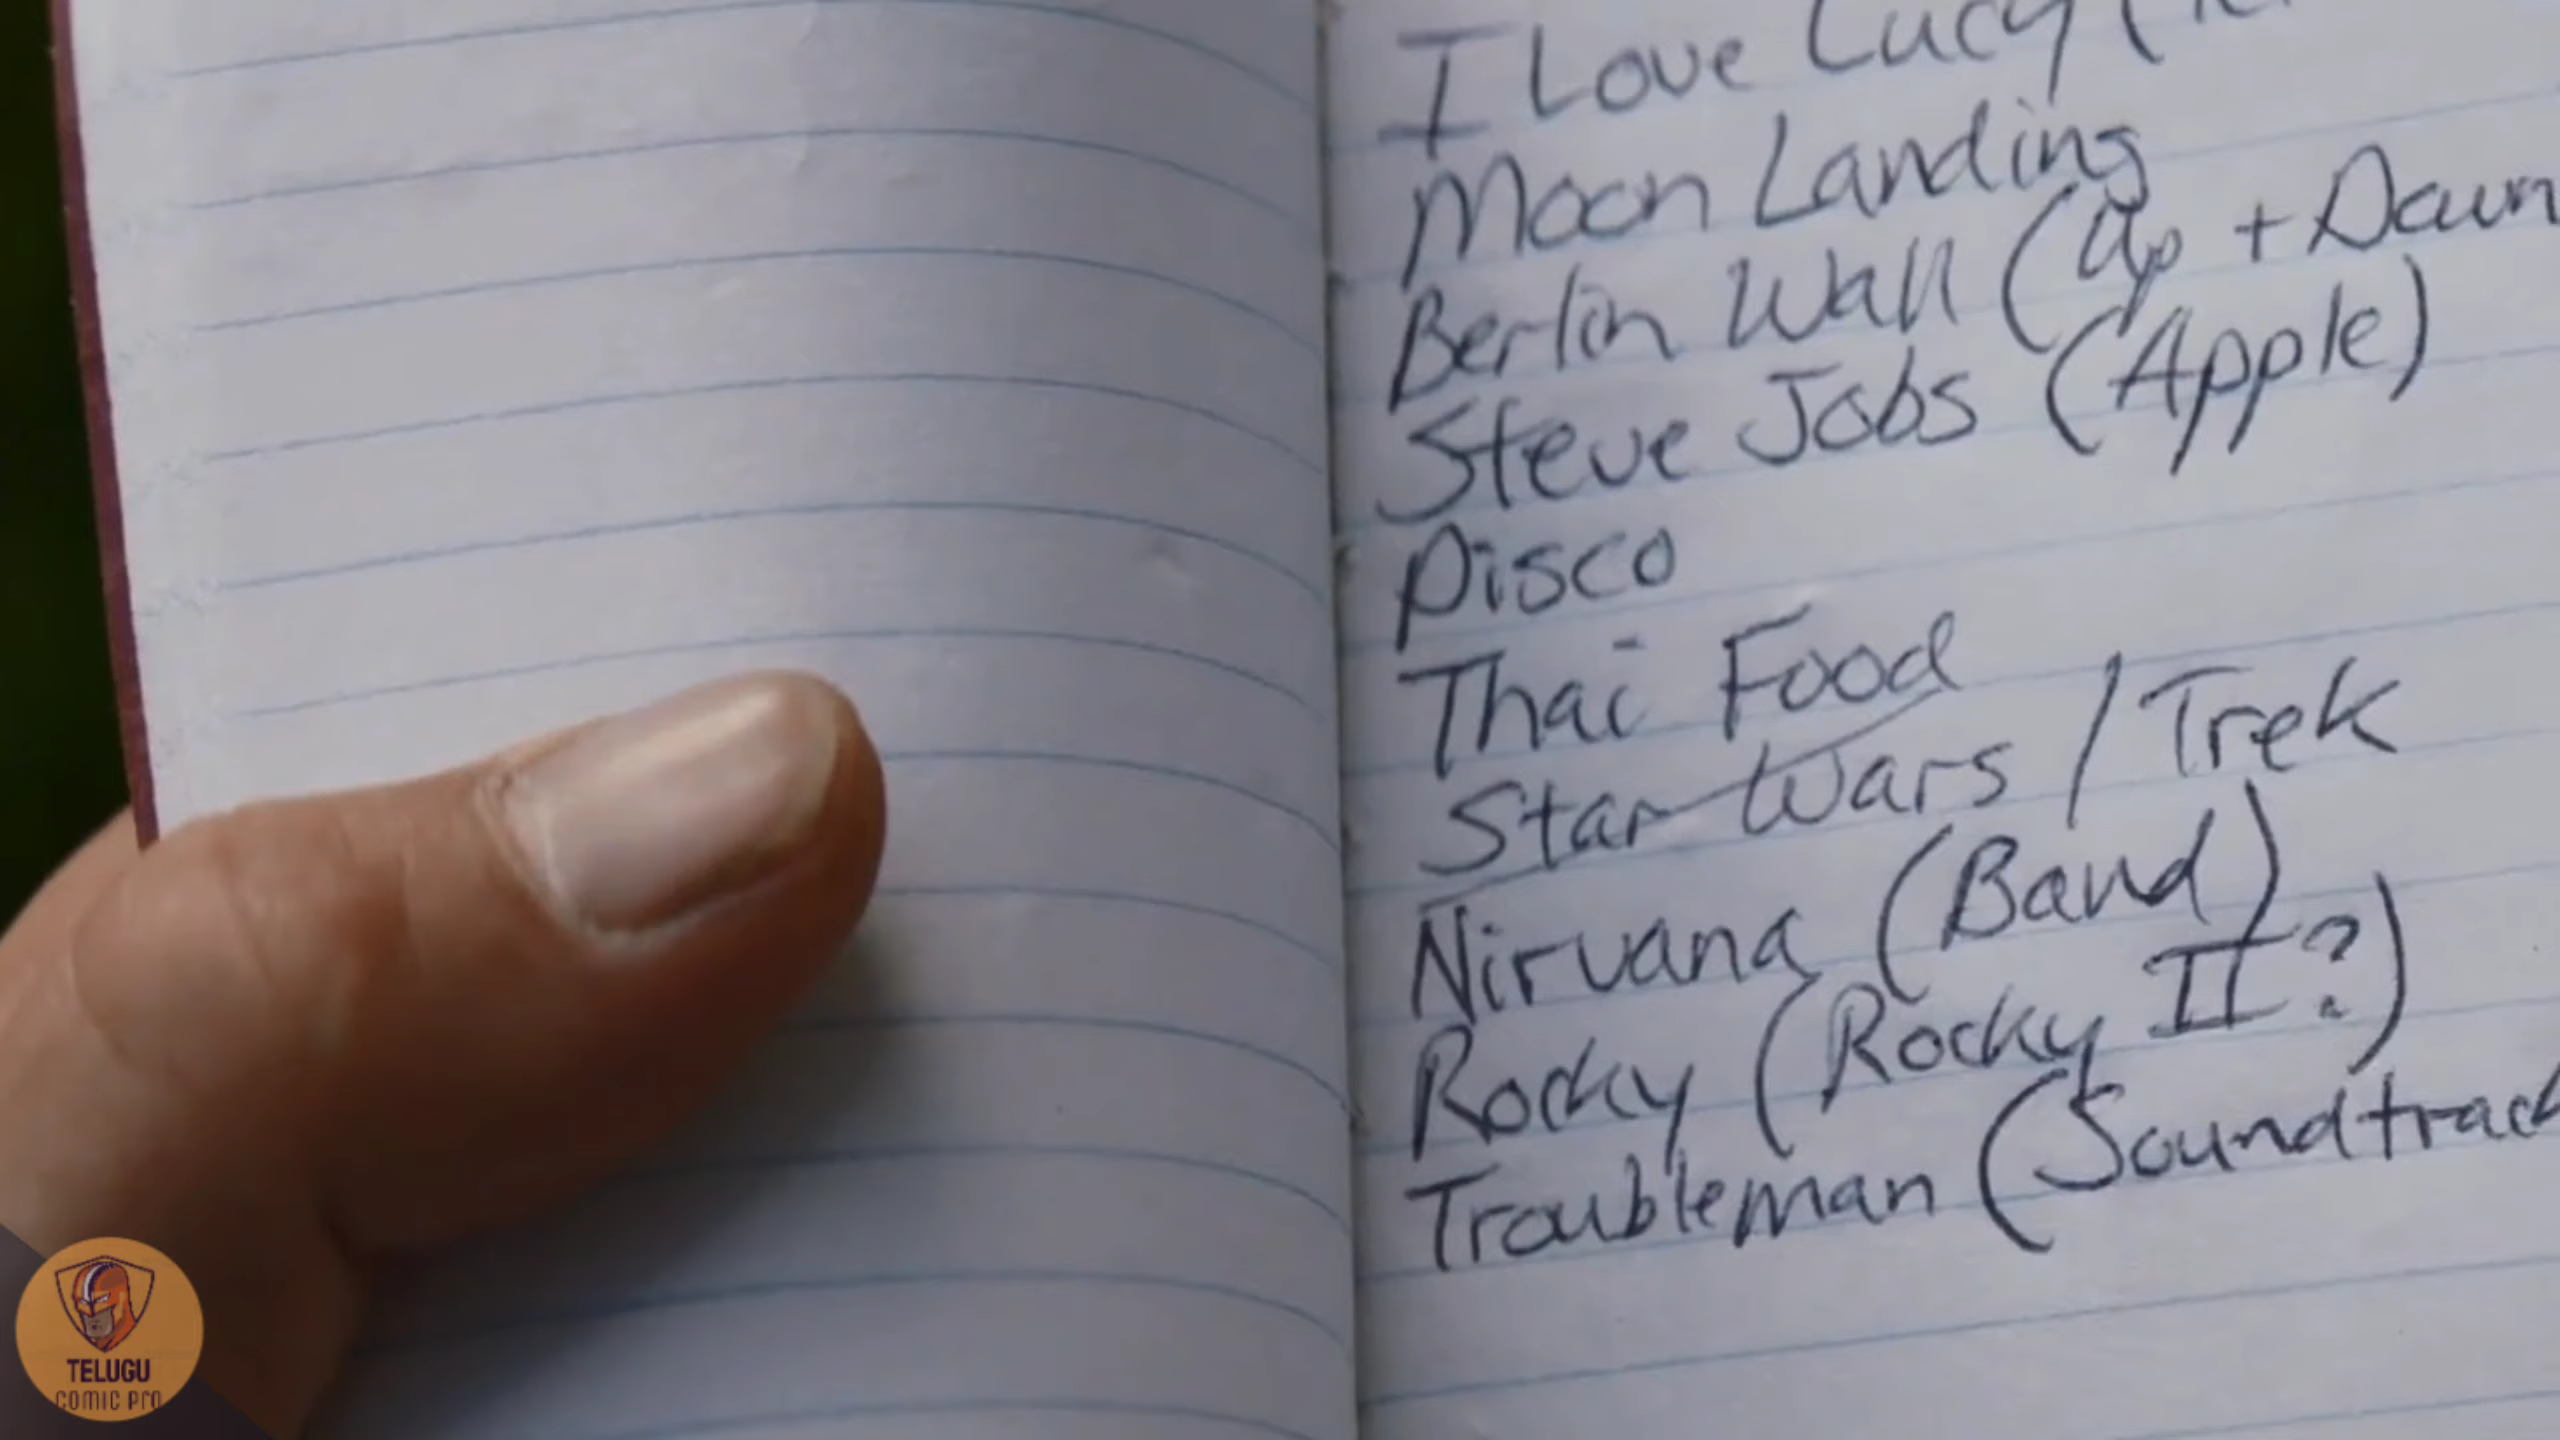 I Love Lucy (
Moon Landing
Berlin Wall (Up + Down
Steve Jobs (Apple)
Disco
Thai Food
Star Wars / Trek
Nirvana (Band)
Rocky (Rocky II?)
Troubleman (Soundtrack
TELUGU
COMIC PRO